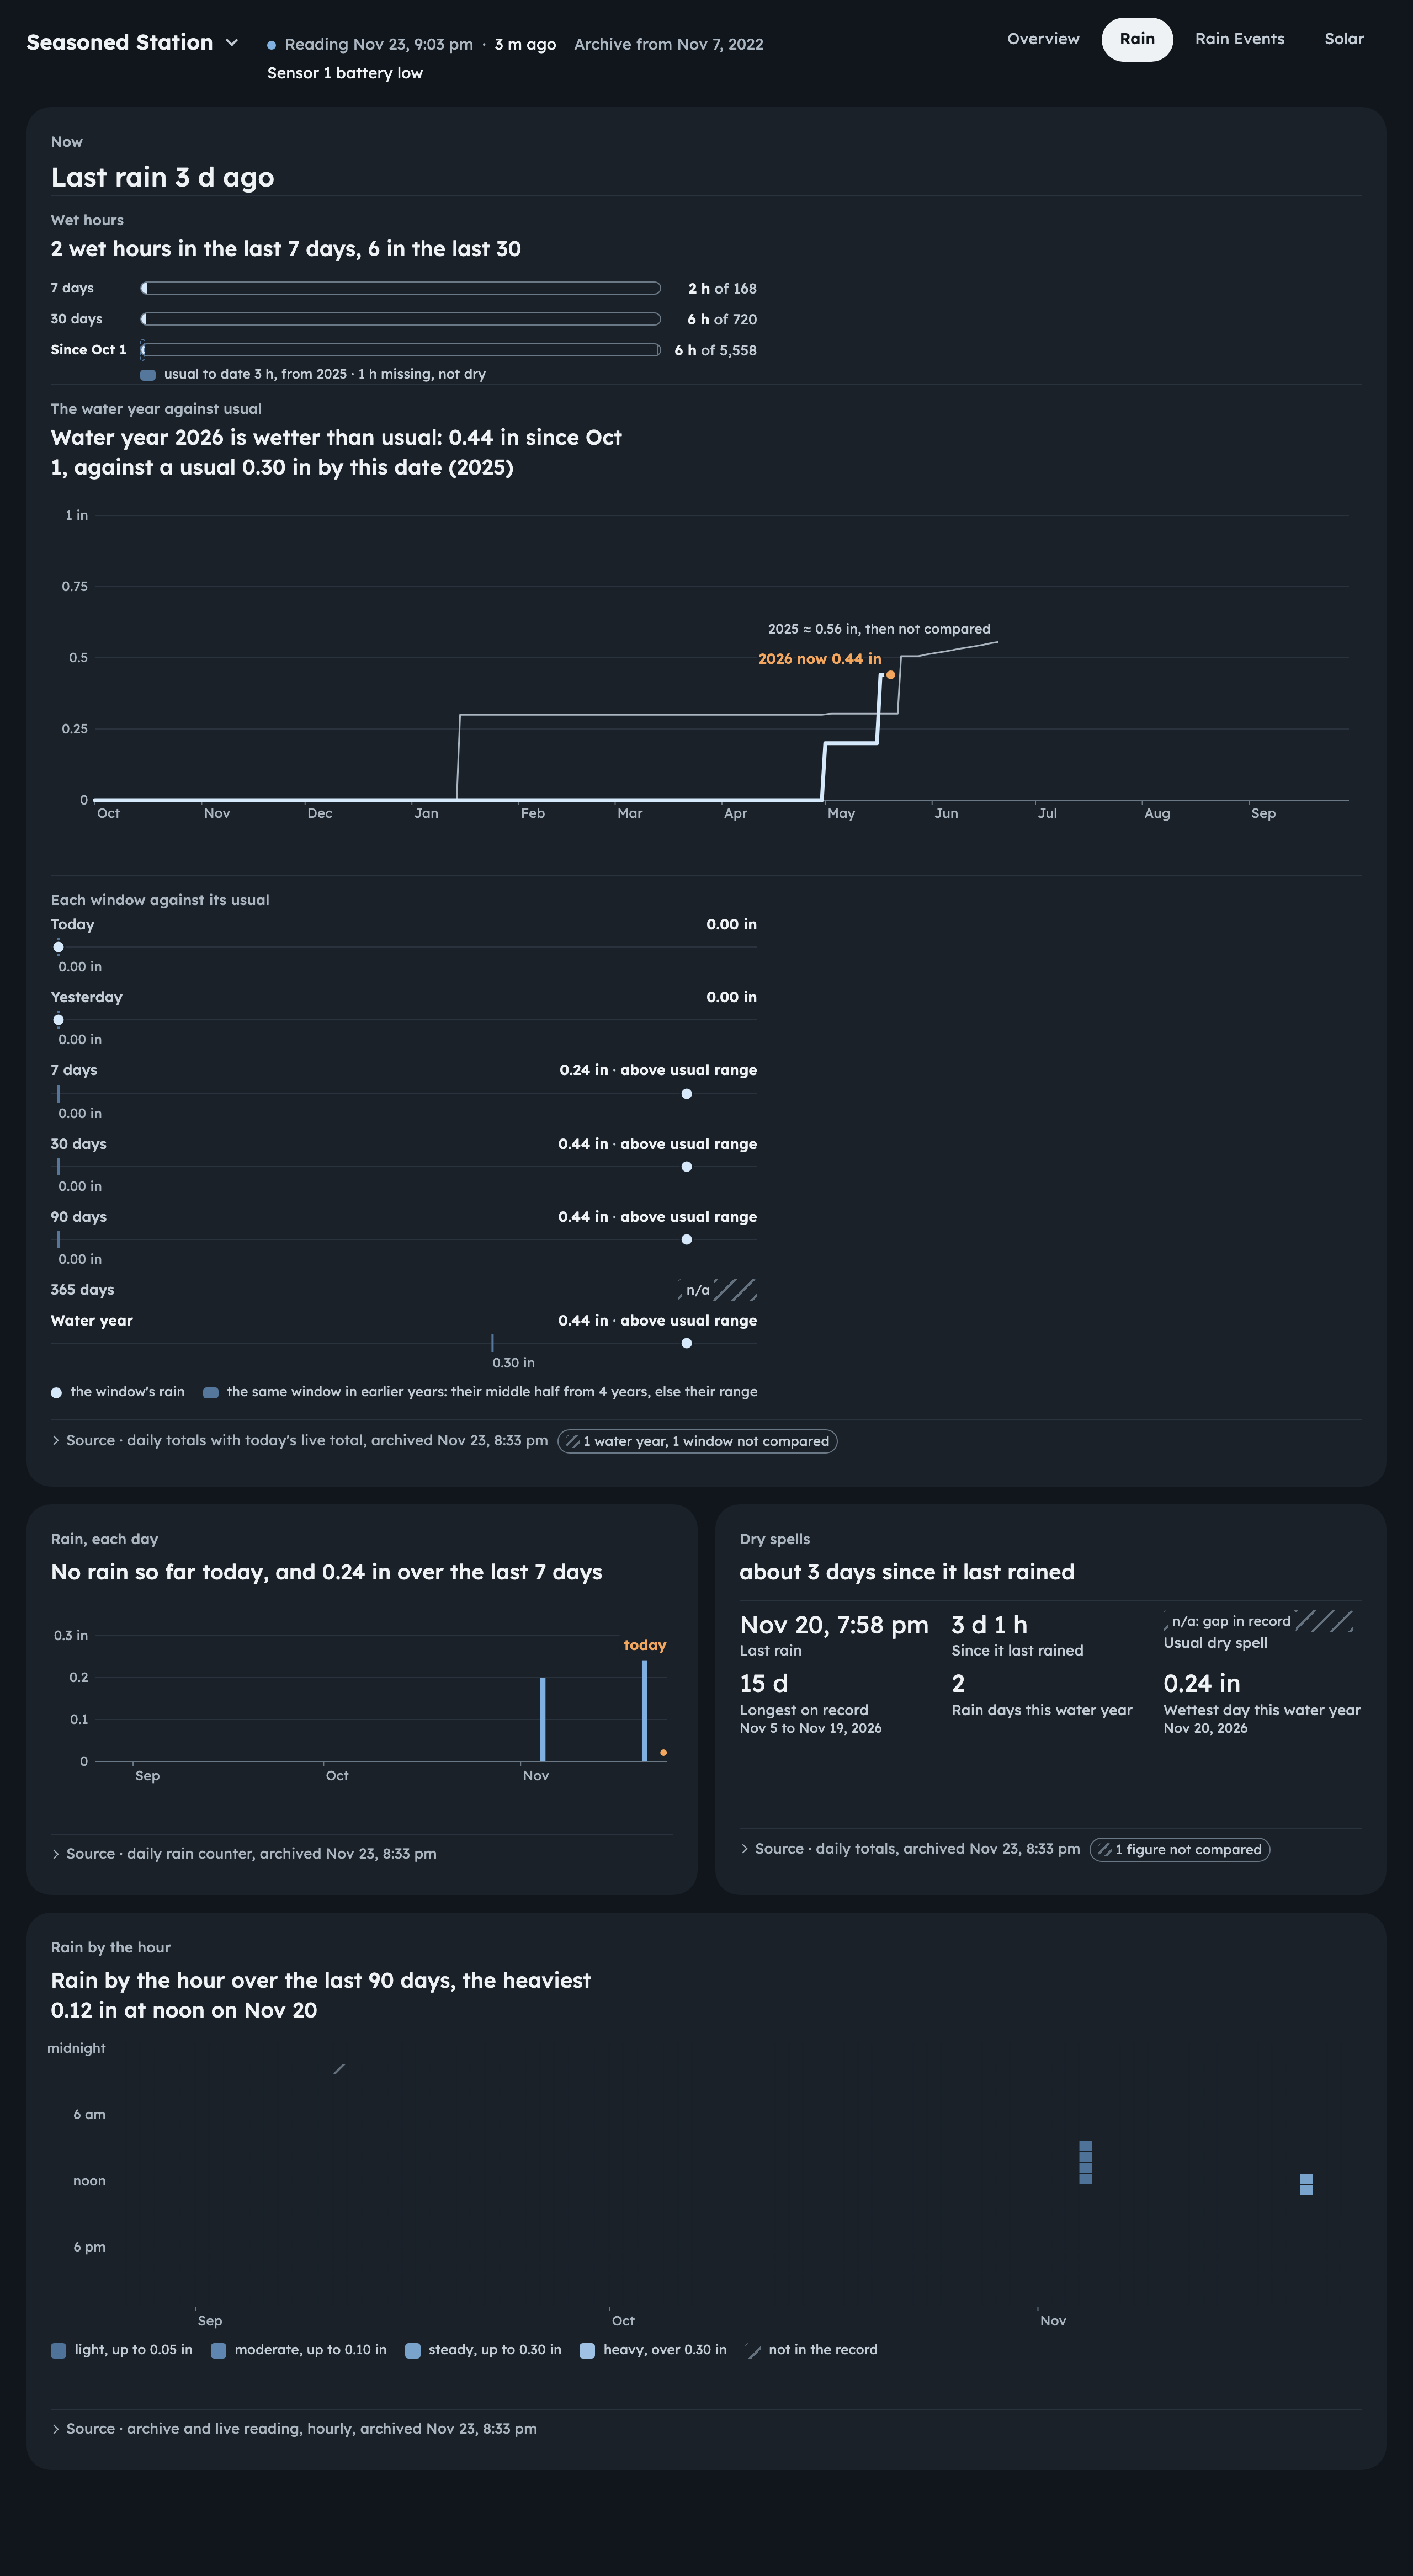 Seasoned Station
Reading Nov 23, 9:03 pm · 3 m ago Archive from Nov 7, 2022
Sensor 1 battery low
Overview Rain Rain Events Solar
Now
Last rain 3 d ago
Wet hours
2 wet hours in the last 7 days, 6 in the last 30
7 days 2 h of 168
30 days 6 h of 720
Since Oct 1 6 h of 5,558
usual to date 3 h, from 2025 · 1 h missing, not dry
The water year against usual
Water year 2026 is wetter than usual: 0.44 in since Oct
1, against a usual 0.30 in by this date (2025)
1 in
0.75
2025 ≈ 0.56 in, then not compared
0.5
2026 now 0.44 in
0.25
0
Oct Nov Dec Jan Feb Mar Apr May Jun Jul Aug Sep
Each window against its usual
Today 0.00 in
0.00 in
Yesterday 0.00 in
0.00 in
7 days 0.24 in · above usual range
0.00 in
30 days 0.44 in · above usual range
0.00 in
90 days 0.44 in · above usual range
0.00 in
365 days n/a
Water year 0.44 in · above usual range
0.30 in
the window's rain the same window in earlier years: their middle half from 4 years, else their range
Source · daily totals with today's live total, archived Nov 23, 8:33 pm 1 water year, 1 window not compared
Rain, each day
No rain so far today, and 0.24 in over the last 7 days
0.3 in
today
0.2
0.1
0
Sep Oct Nov
Source · daily rain counter, archived Nov 23, 8:33 pm
Dry spells
about 3 days since it last rained
Nov 20, 7:58 pm
Last rain
3 d 1 h
Since it last rained
n/a: gap in record
Usual dry spell
15 d
Longest on record
Nov 5 to Nov 19, 2026
2
Rain days this water year
0.24 in
Wettest day this water year
Nov 20, 2026
Source · daily totals, archived Nov 23, 8:33 pm 1 figure not compared
Rain by the hour
Rain by the hour over the last 90 days, the heaviest
0.12 in at noon on Nov 20
midnight
6 am
noon
6 pm
Sep Oct Nov
light, up to 0.05 in moderate, up to 0.10 in steady, up to 0.30 in heavy, over 0.30 in not in the record
Source · archive and live reading, hourly, archived Nov 23, 8:33 pm